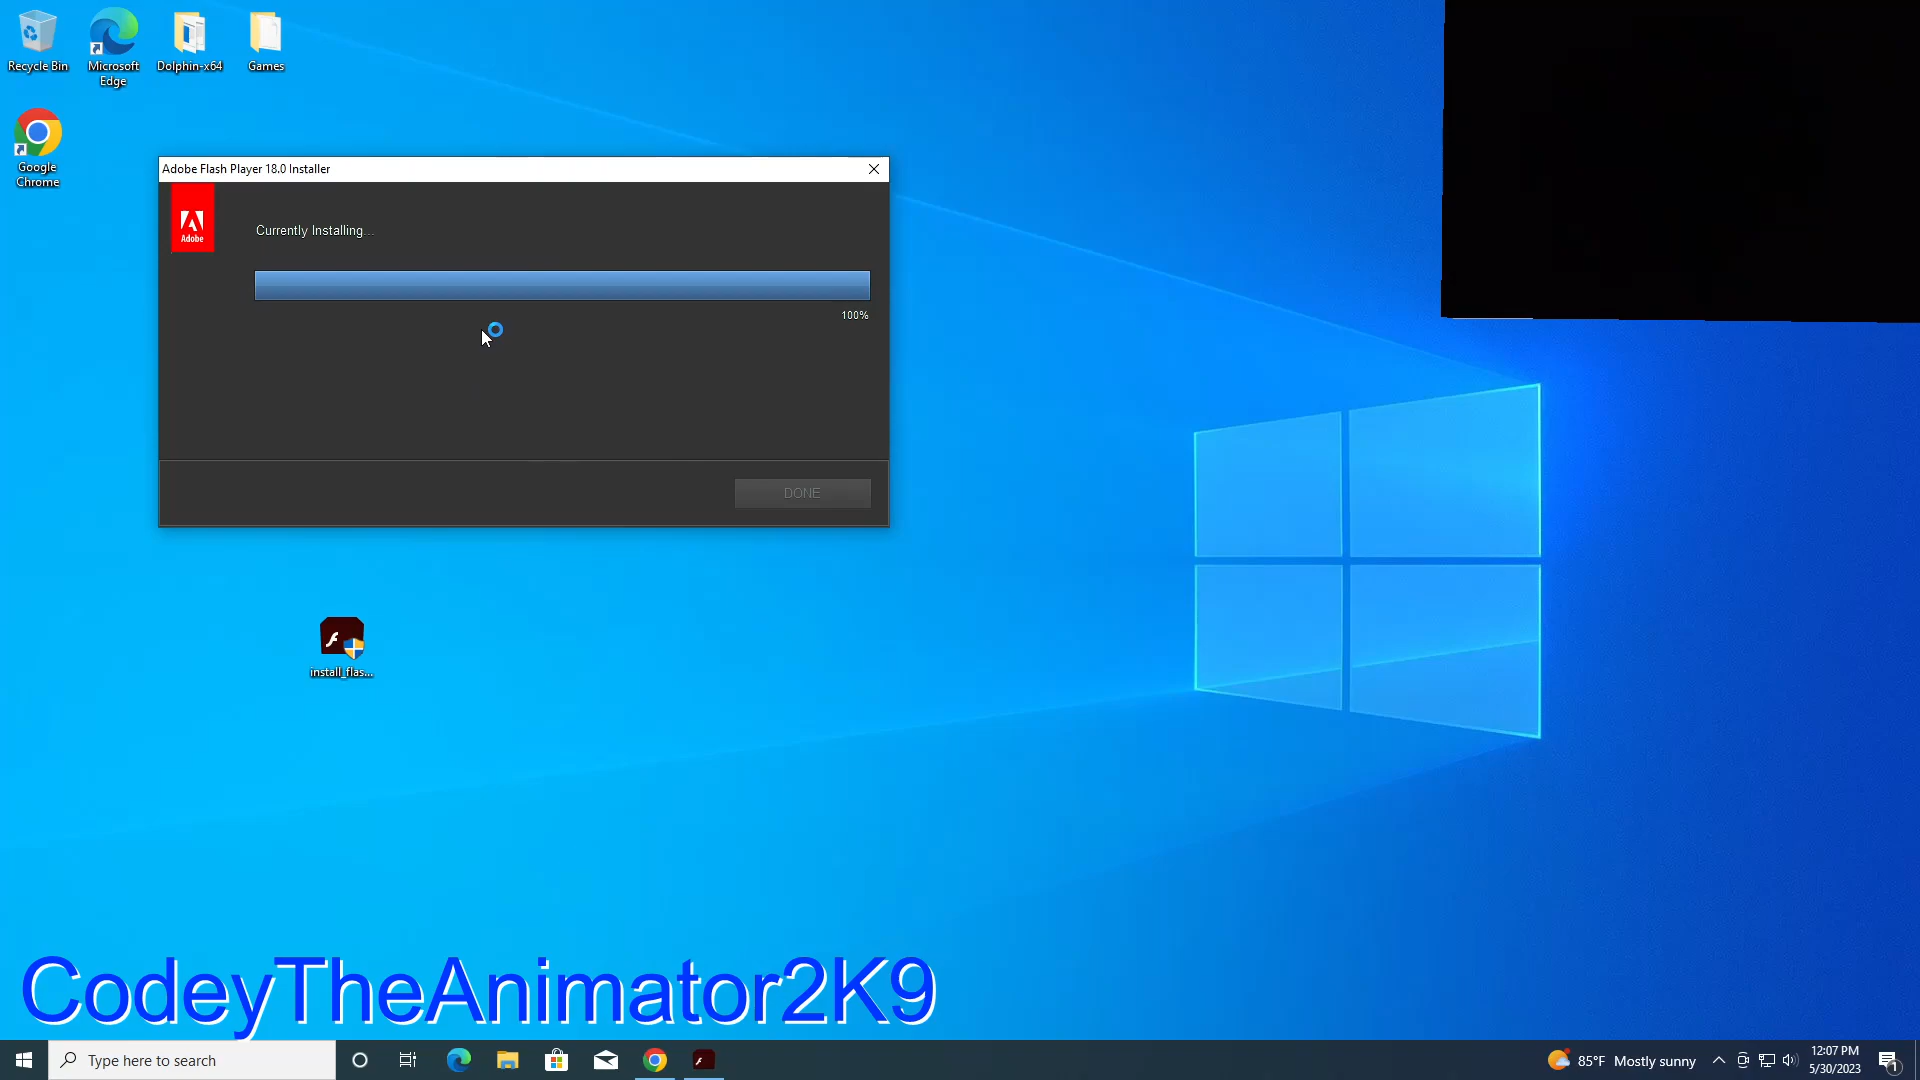 Recycle Bin
Microsoft
Edge
Dolphin-x64
Games
Google
Chrome
Adobe Flash Player 18.0 Installer
Adobe
Currently Installing...
100%
DONE
install_flas...
CodeyTheAnimator2K9
Type here to search
85°F Mostly sunny
12:07 PM
5/30/2023
1